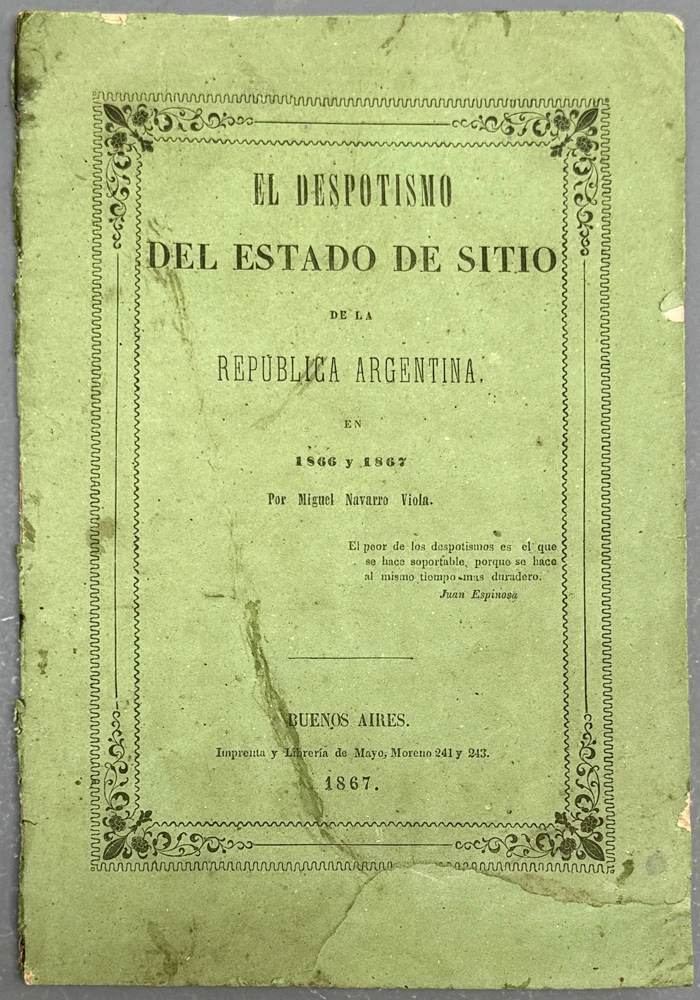 EL DESPOTISMO
DEL ESTADO DE SITIO
DE LA
REPÚBLICA ARGENTINA,
EN
1866 y 1867
Por Miguel Navarro Viola.
El peor de los despotismos es el que
se hace soportable, porque se hace
al mismo tiempo mas duradero.
Juan Espinosa
BUENOS AIRES.
Imprenta y Librería de Mayo, Moreno 241 y 243.
1867.